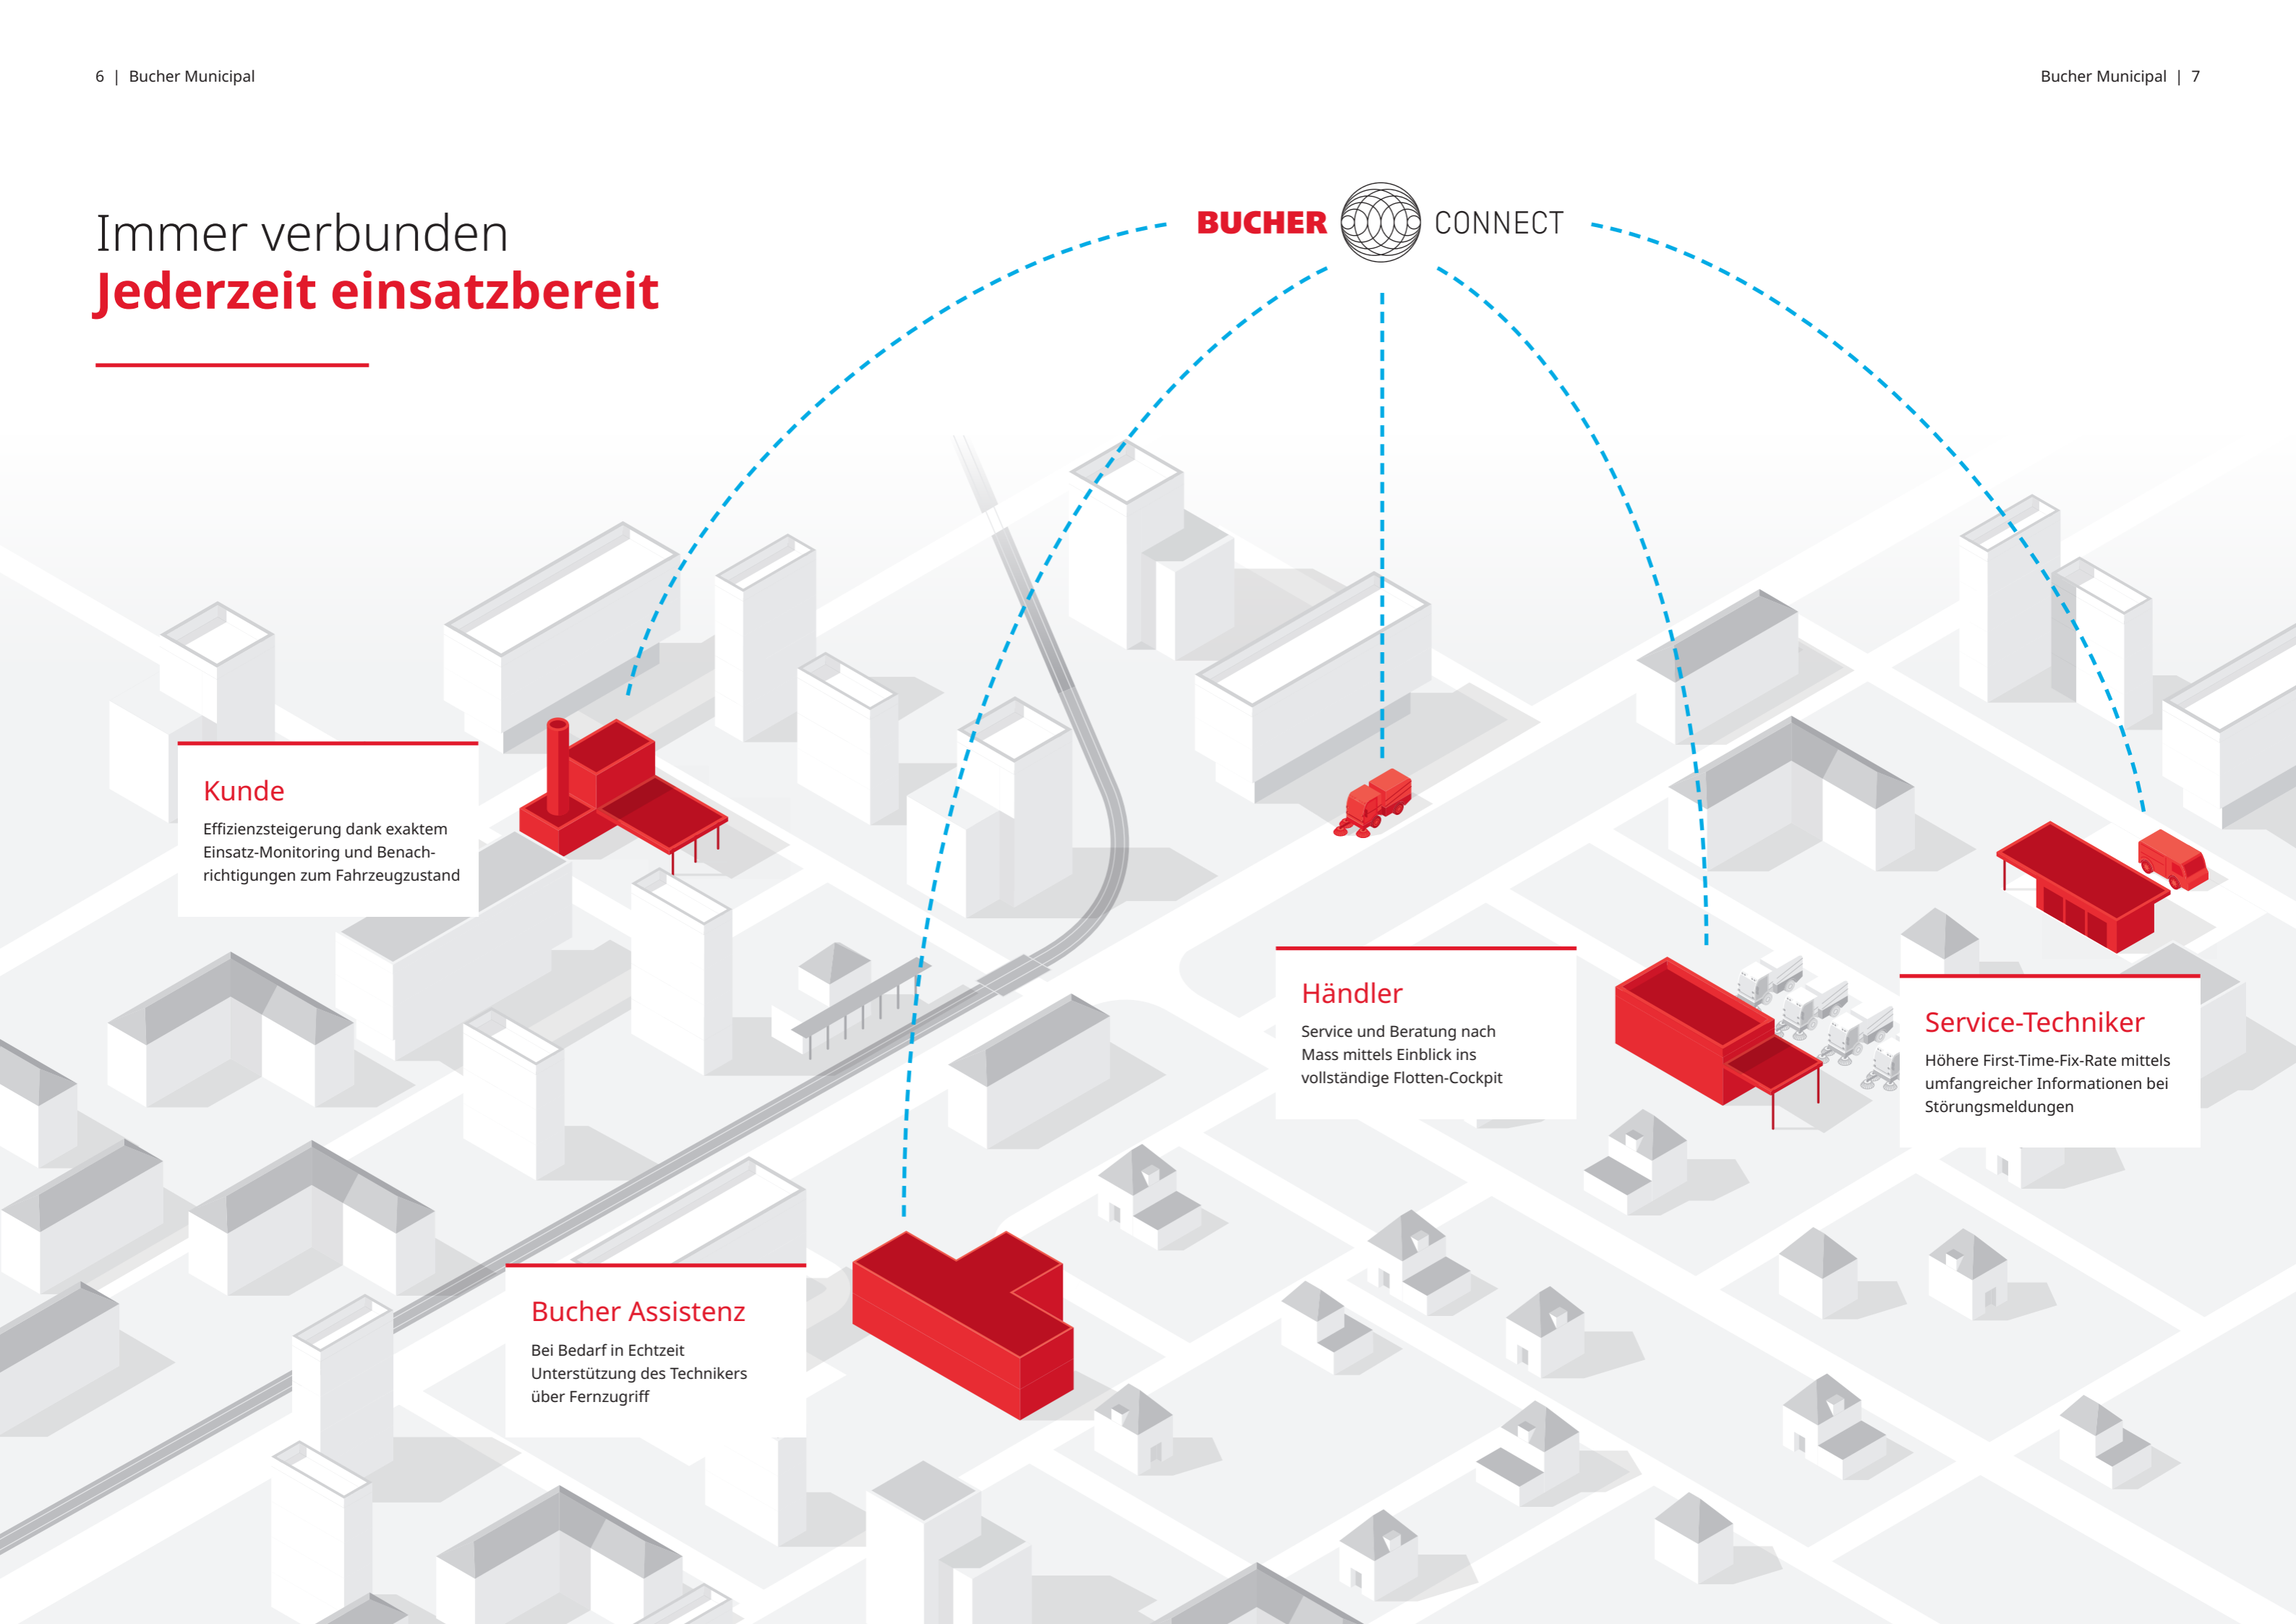 6 | Bucher Municipal
Bucher Municipal | 7
Immer verbunden
Jederzeit einsatzbereit
BUCHER CONNECT
Kunde
Effizienzsteigerung dank exaktem
Einsatz-Monitoring und Benach-
richtigungen zum Fahrzeugzustand
Händler
Service und Beratung nach
Mass mittels Einblick ins
vollständige Flotten-Cockpit
Service-Techniker
Höhere First-Time-Fix-Rate mittels
umfangreicher Informationen bei
Störungsmeldungen
Bucher Assistenz
Bei Bedarf in Echtzeit
Unterstützung des Technikers
über Fernzugriff